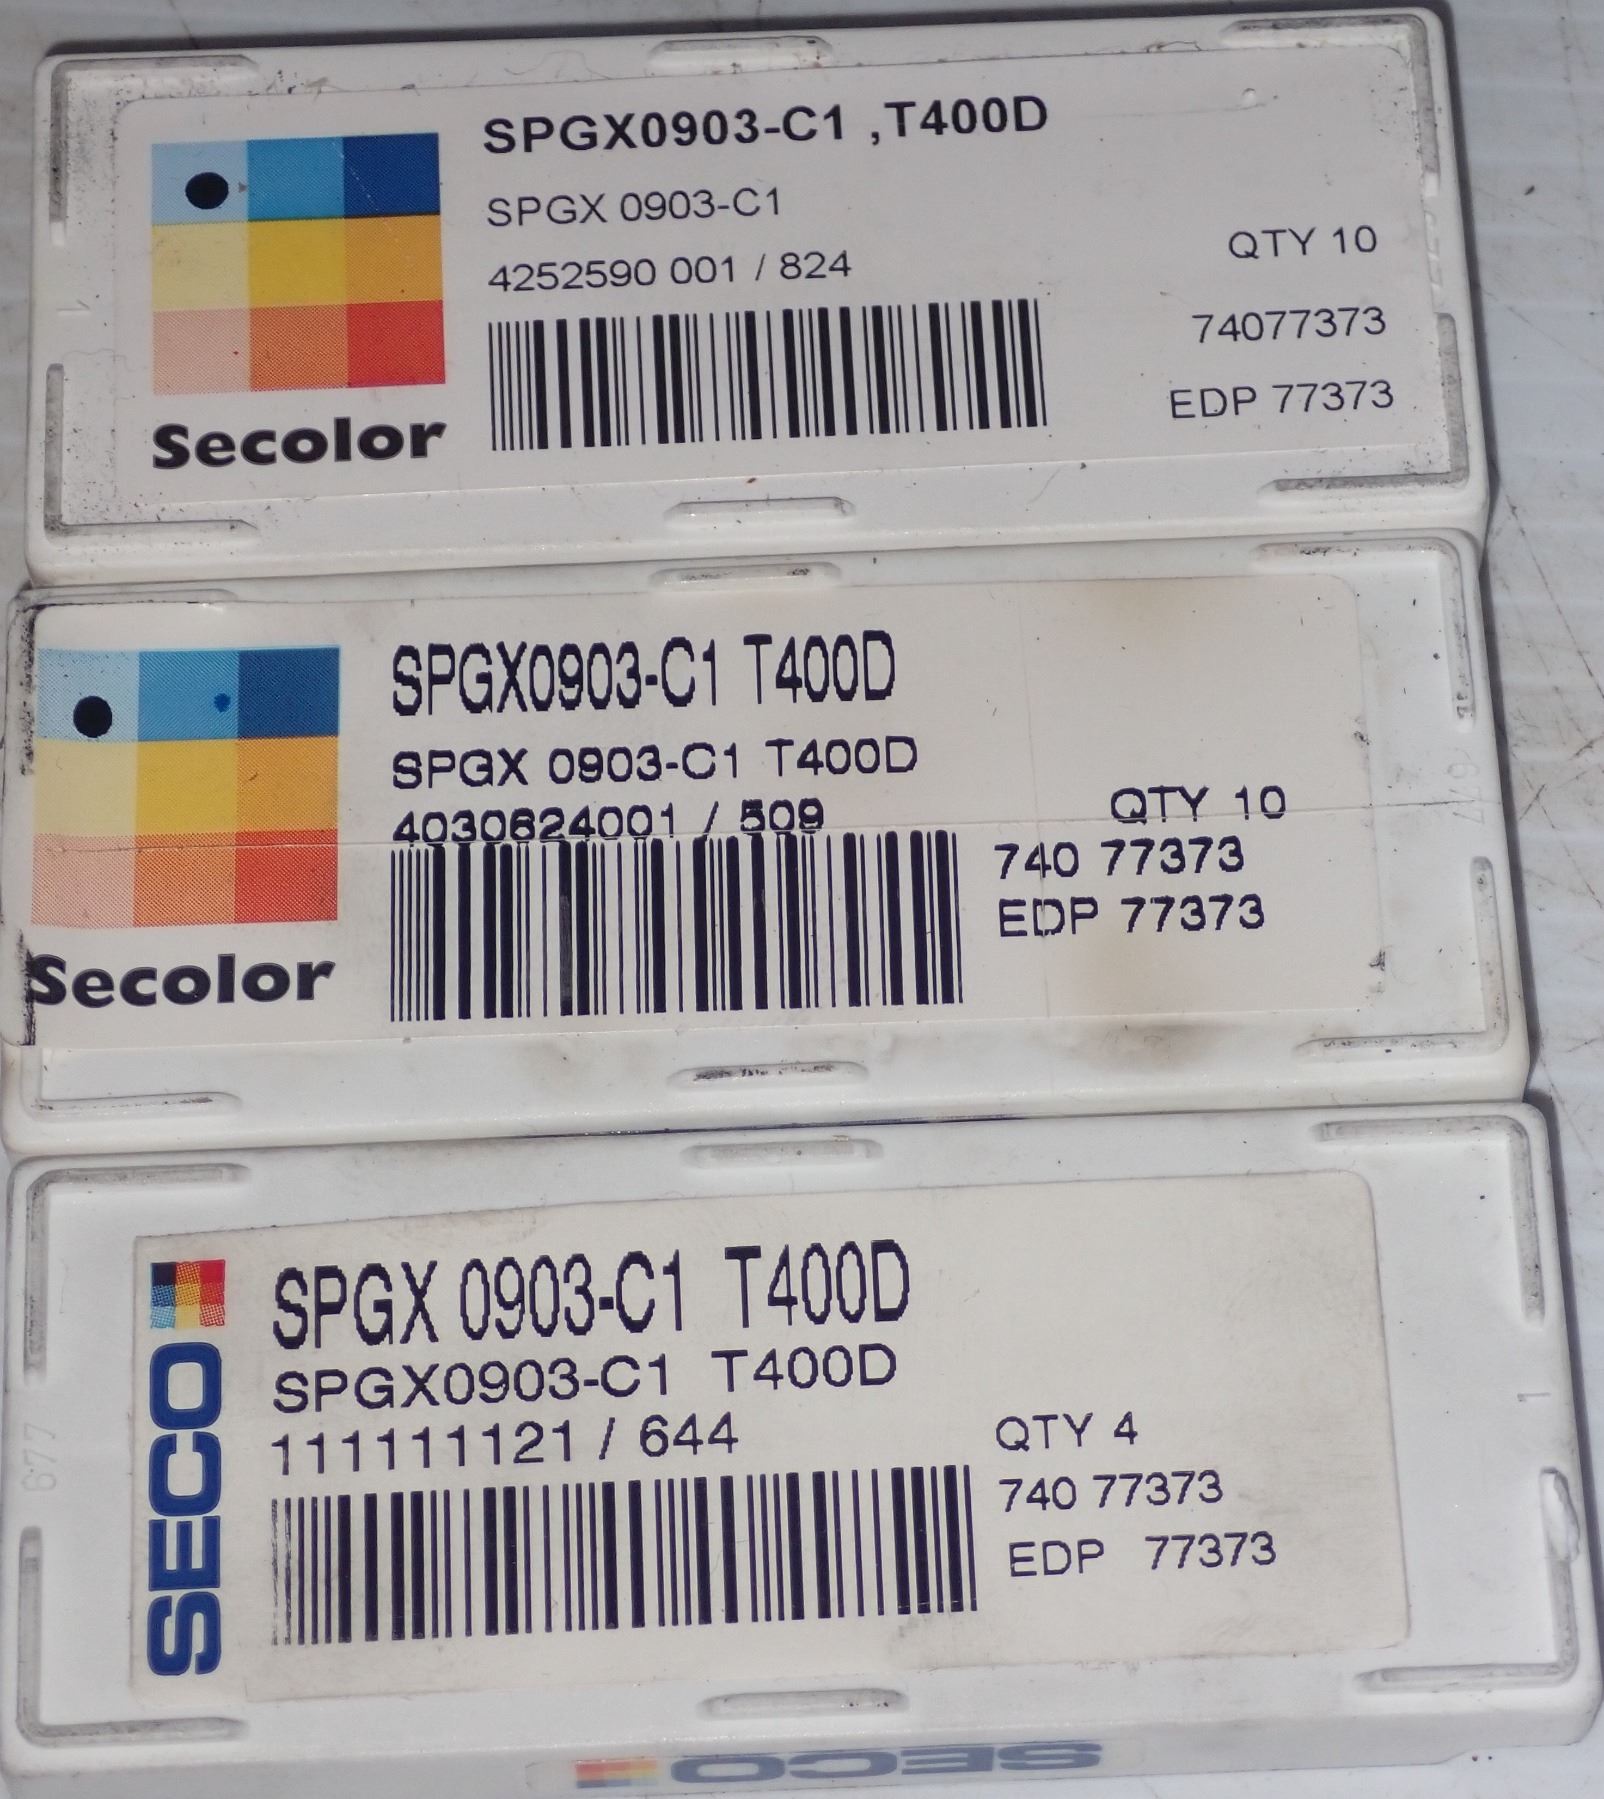 SPGX0903-C1 ,T400D
SPGX 0903-C1
4252590 001 / 824
QTY 10
74077373
EDP 77373
Secolor
SPGX0903-C1 T400D
SPGX 0903-C1 T400D
4030624001 / 509
QTY 10
740 77373
EDP 77373
Secolor
SECO
SPGX 0903-C1 T400D
SPGX0903-C1 T400D
111111121 / 644
QTY 4
740 77373
EDP 77373
677
1
SECO